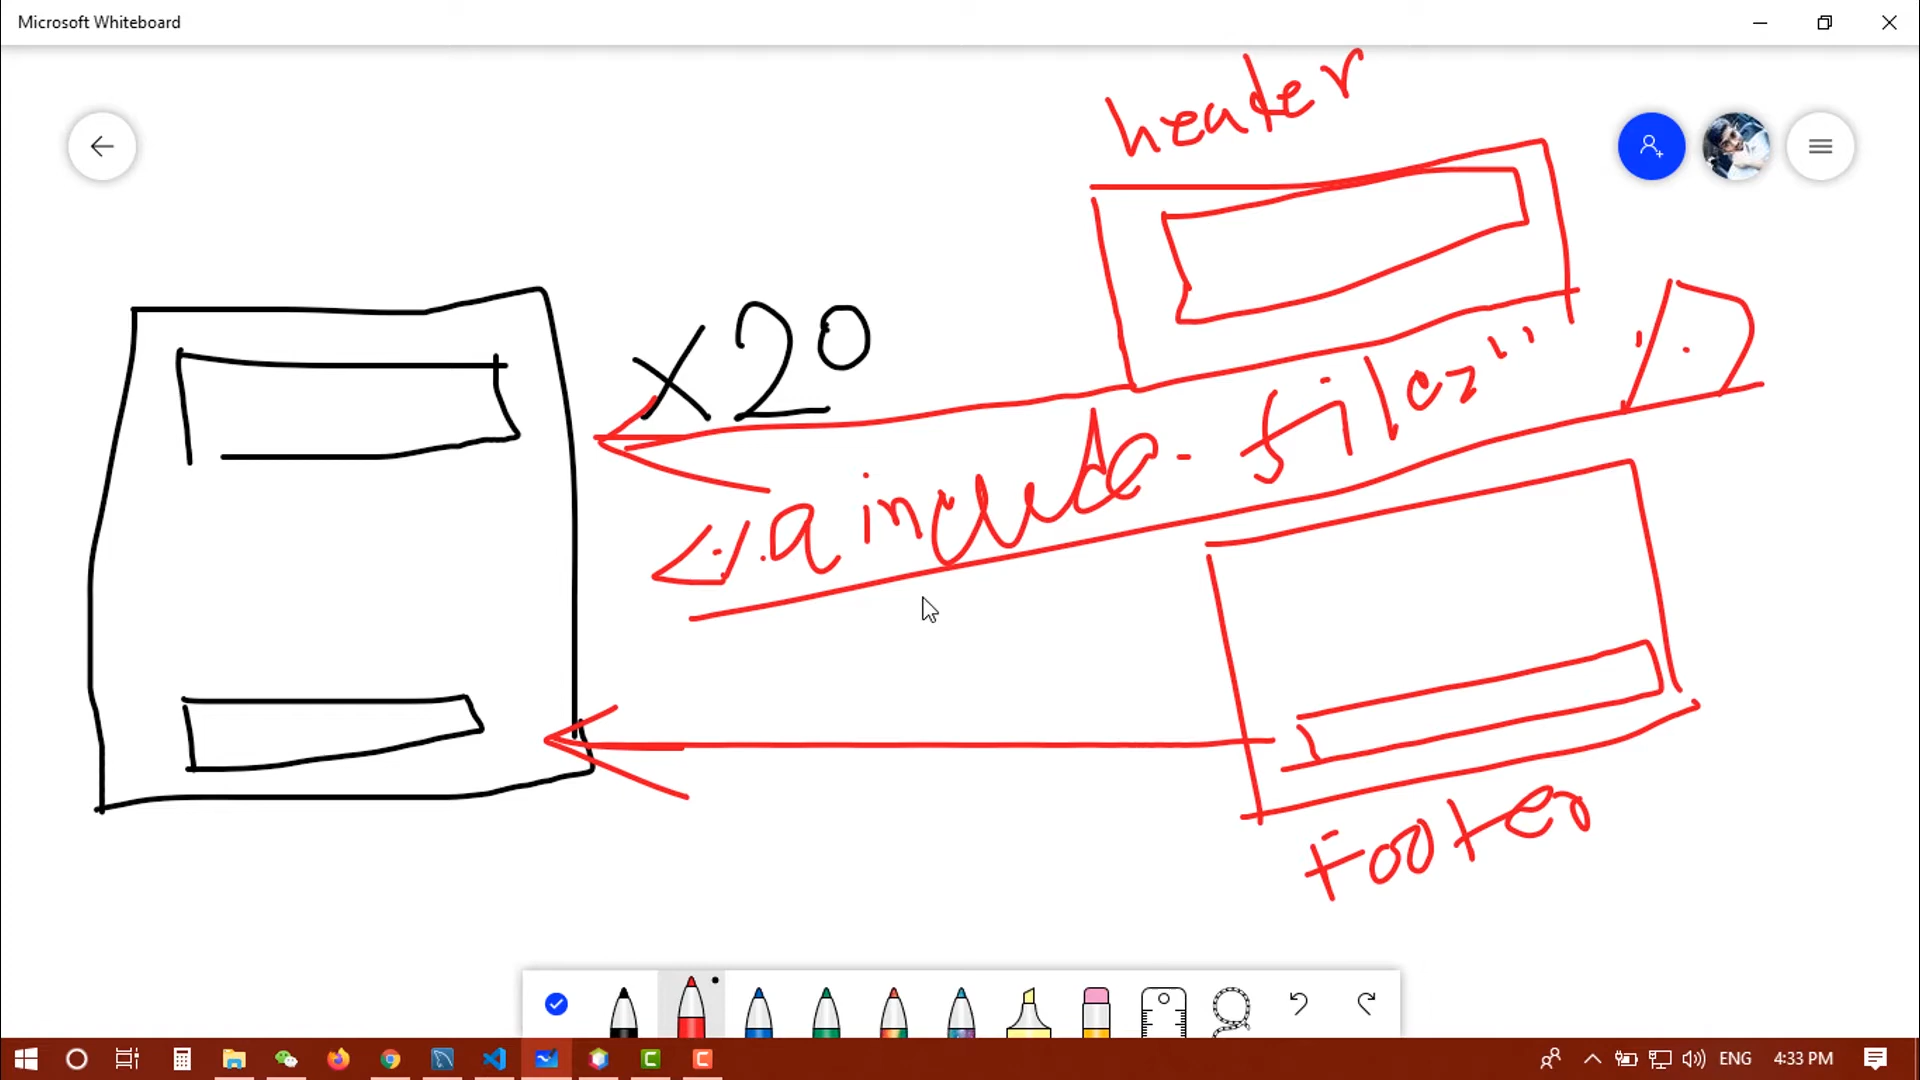 Microsoft Whiteboard
header
X20
<%@ include file="" %>
Footer
ENG
4:33 PM